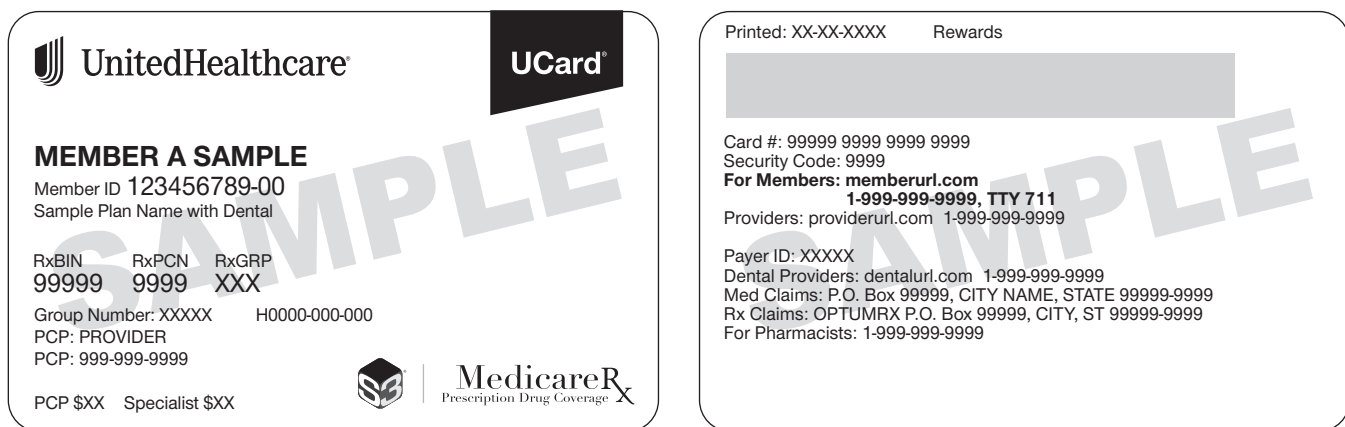 UnitedHealthcare®
UCard®
SAMPLE
MEMBER A SAMPLE
Member ID 123456789-00
Sample Plan Name with Dental
RxBIN RxPCN RxGRP
99999 9999 XXX
Group Number: XXXXX H0000-000-000
PCP: PROVIDER
PCP: 999-999-9999
PCP $XX Specialist $XX
S3®
MedicareRx
Prescription Drug Coverage
Printed: XX-XX-XXXX Rewards
SAMPLE
Card #: 99999 9999 9999 9999
Security Code: 9999
For Members: memberurl.com
1-999-999-9999, TTY 711
Providers: providerurl.com 1-999-999-9999
Payer ID: XXXXX
Dental Providers: dentalurl.com 1-999-999-9999
Med Claims: P.O. Box 99999, CITY NAME, STATE 99999-9999
Rx Claims: OPTUMRX P.O. Box 99999, CITY, ST 99999-9999
For Pharmacists: 1-999-999-9999